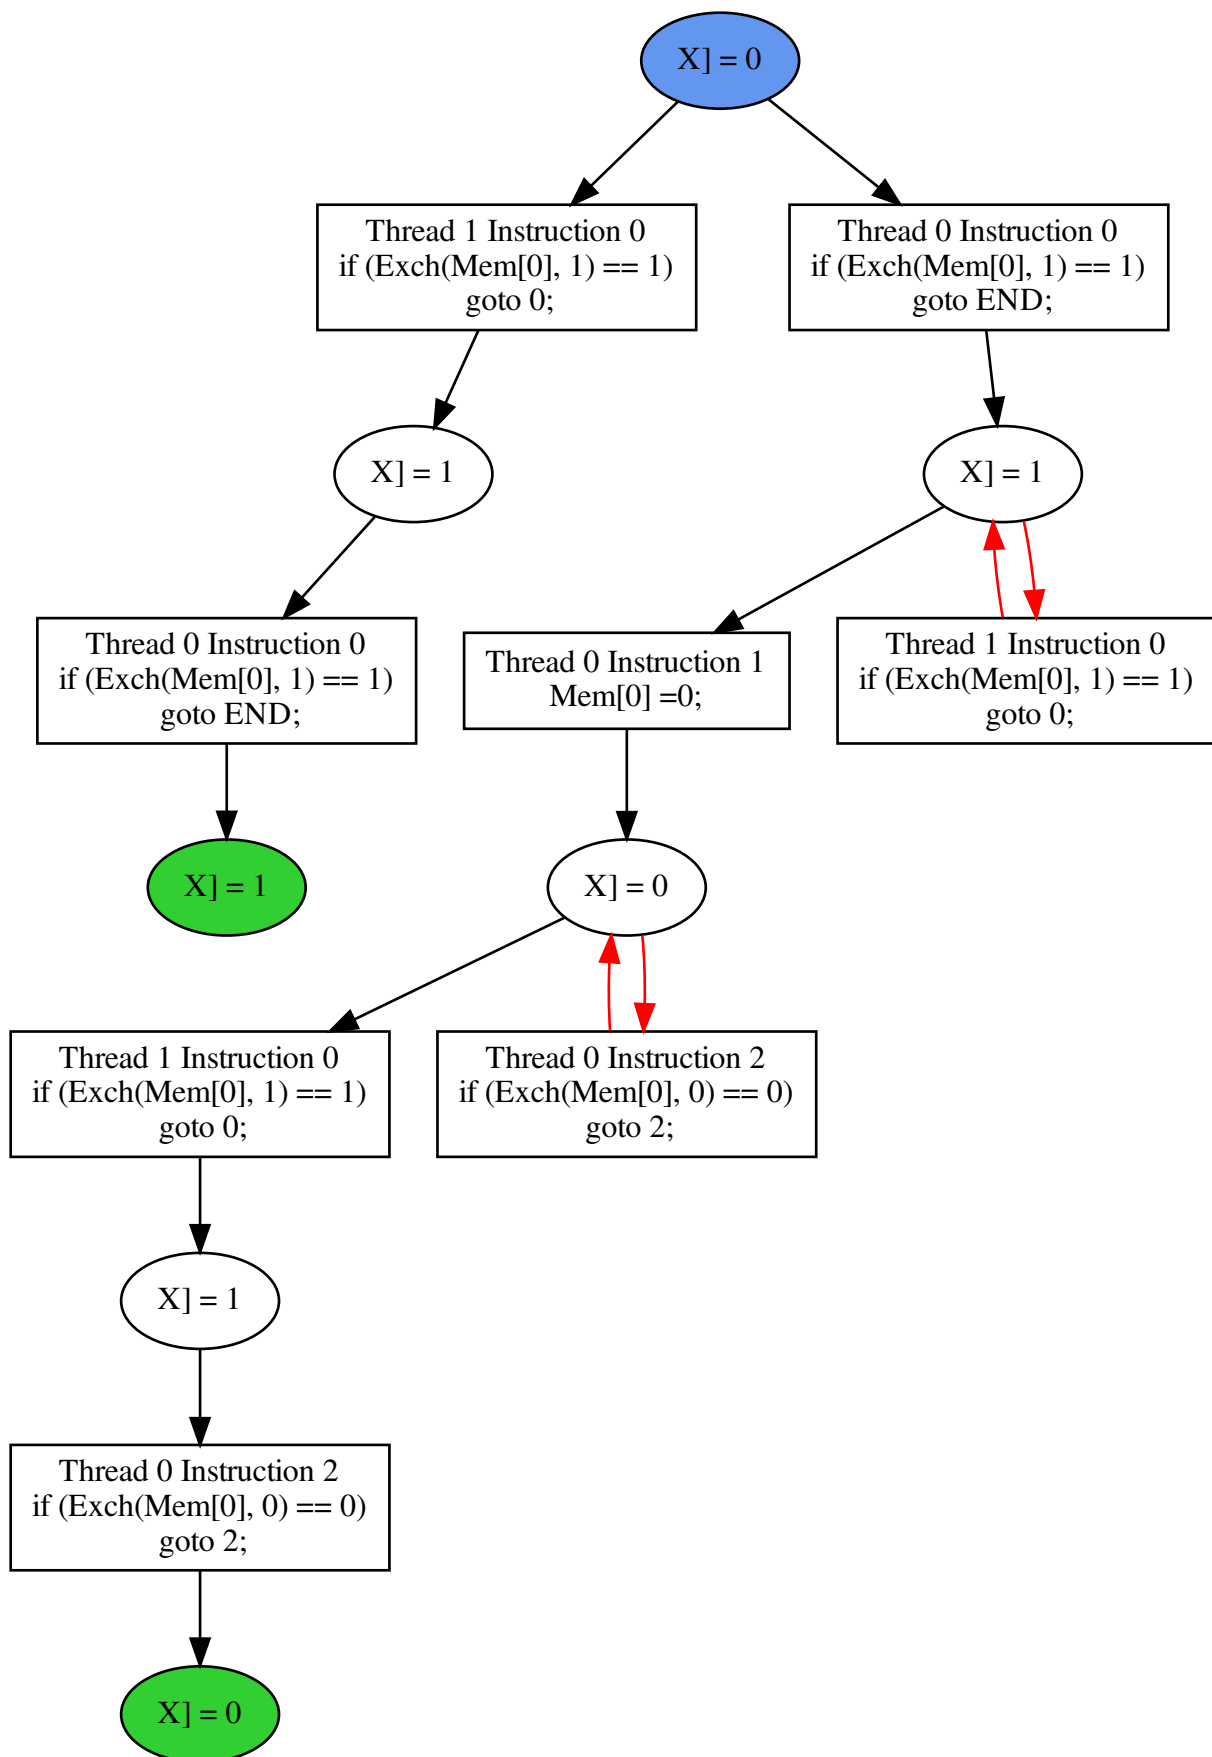 X] = 0
Thread 1 Instruction 0
if (Exch(Mem[0], 1) == 1)
goto 0;
Thread 0 Instruction 0
if (Exch(Mem[0], 1) == 1)
goto END;
X] = 1
X] = 1
Thread 0 Instruction 0
if (Exch(Mem[0], 1) == 1)
goto END;
Thread 0 Instruction 1
Mem[0] =0;
Thread 1 Instruction 0
if (Exch(Mem[0], 1) == 1)
goto 0;
X] = 1
X] = 0
Thread 1 Instruction 0
if (Exch(Mem[0], 1) == 1)
goto 0;
Thread 0 Instruction 2
if (Exch(Mem[0], 0) == 0)
goto 2;
X] = 1
Thread 0 Instruction 2
if (Exch(Mem[0], 0) == 0)
goto 2;
X] = 0